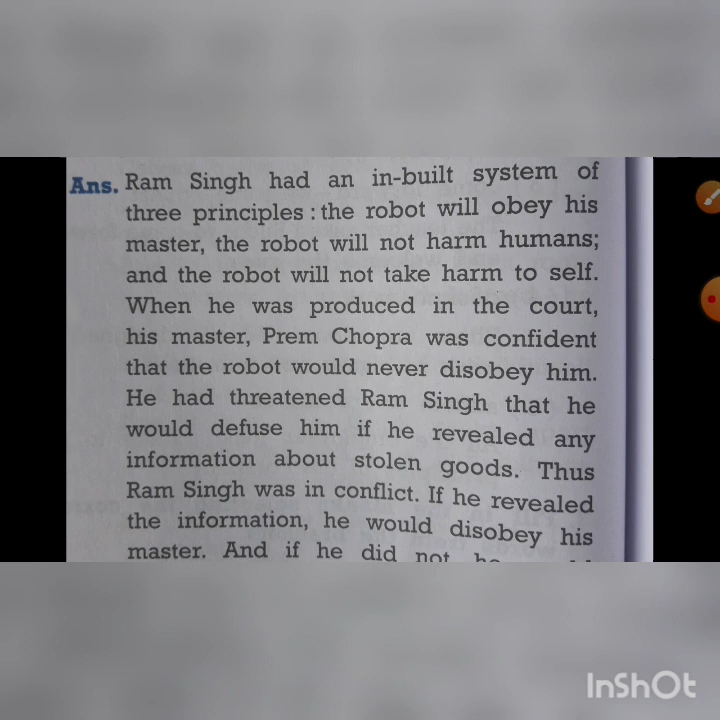 Ans. Ram Singh had an in-built system of
three principles : the robot will obey his
master, the robot will not harm humans;
and the robot will not take harm to self.
When he was produced in the court,
his master, Prem Chopra was confident
that the robot would never disobey him.
He had threatened Ram Singh that he
would defuse him if he revealed any
information about stolen goods. Thus
Ram Singh was in conflict. If he revealed
the information, he would disobey his
master. And if he did not he
InShOt